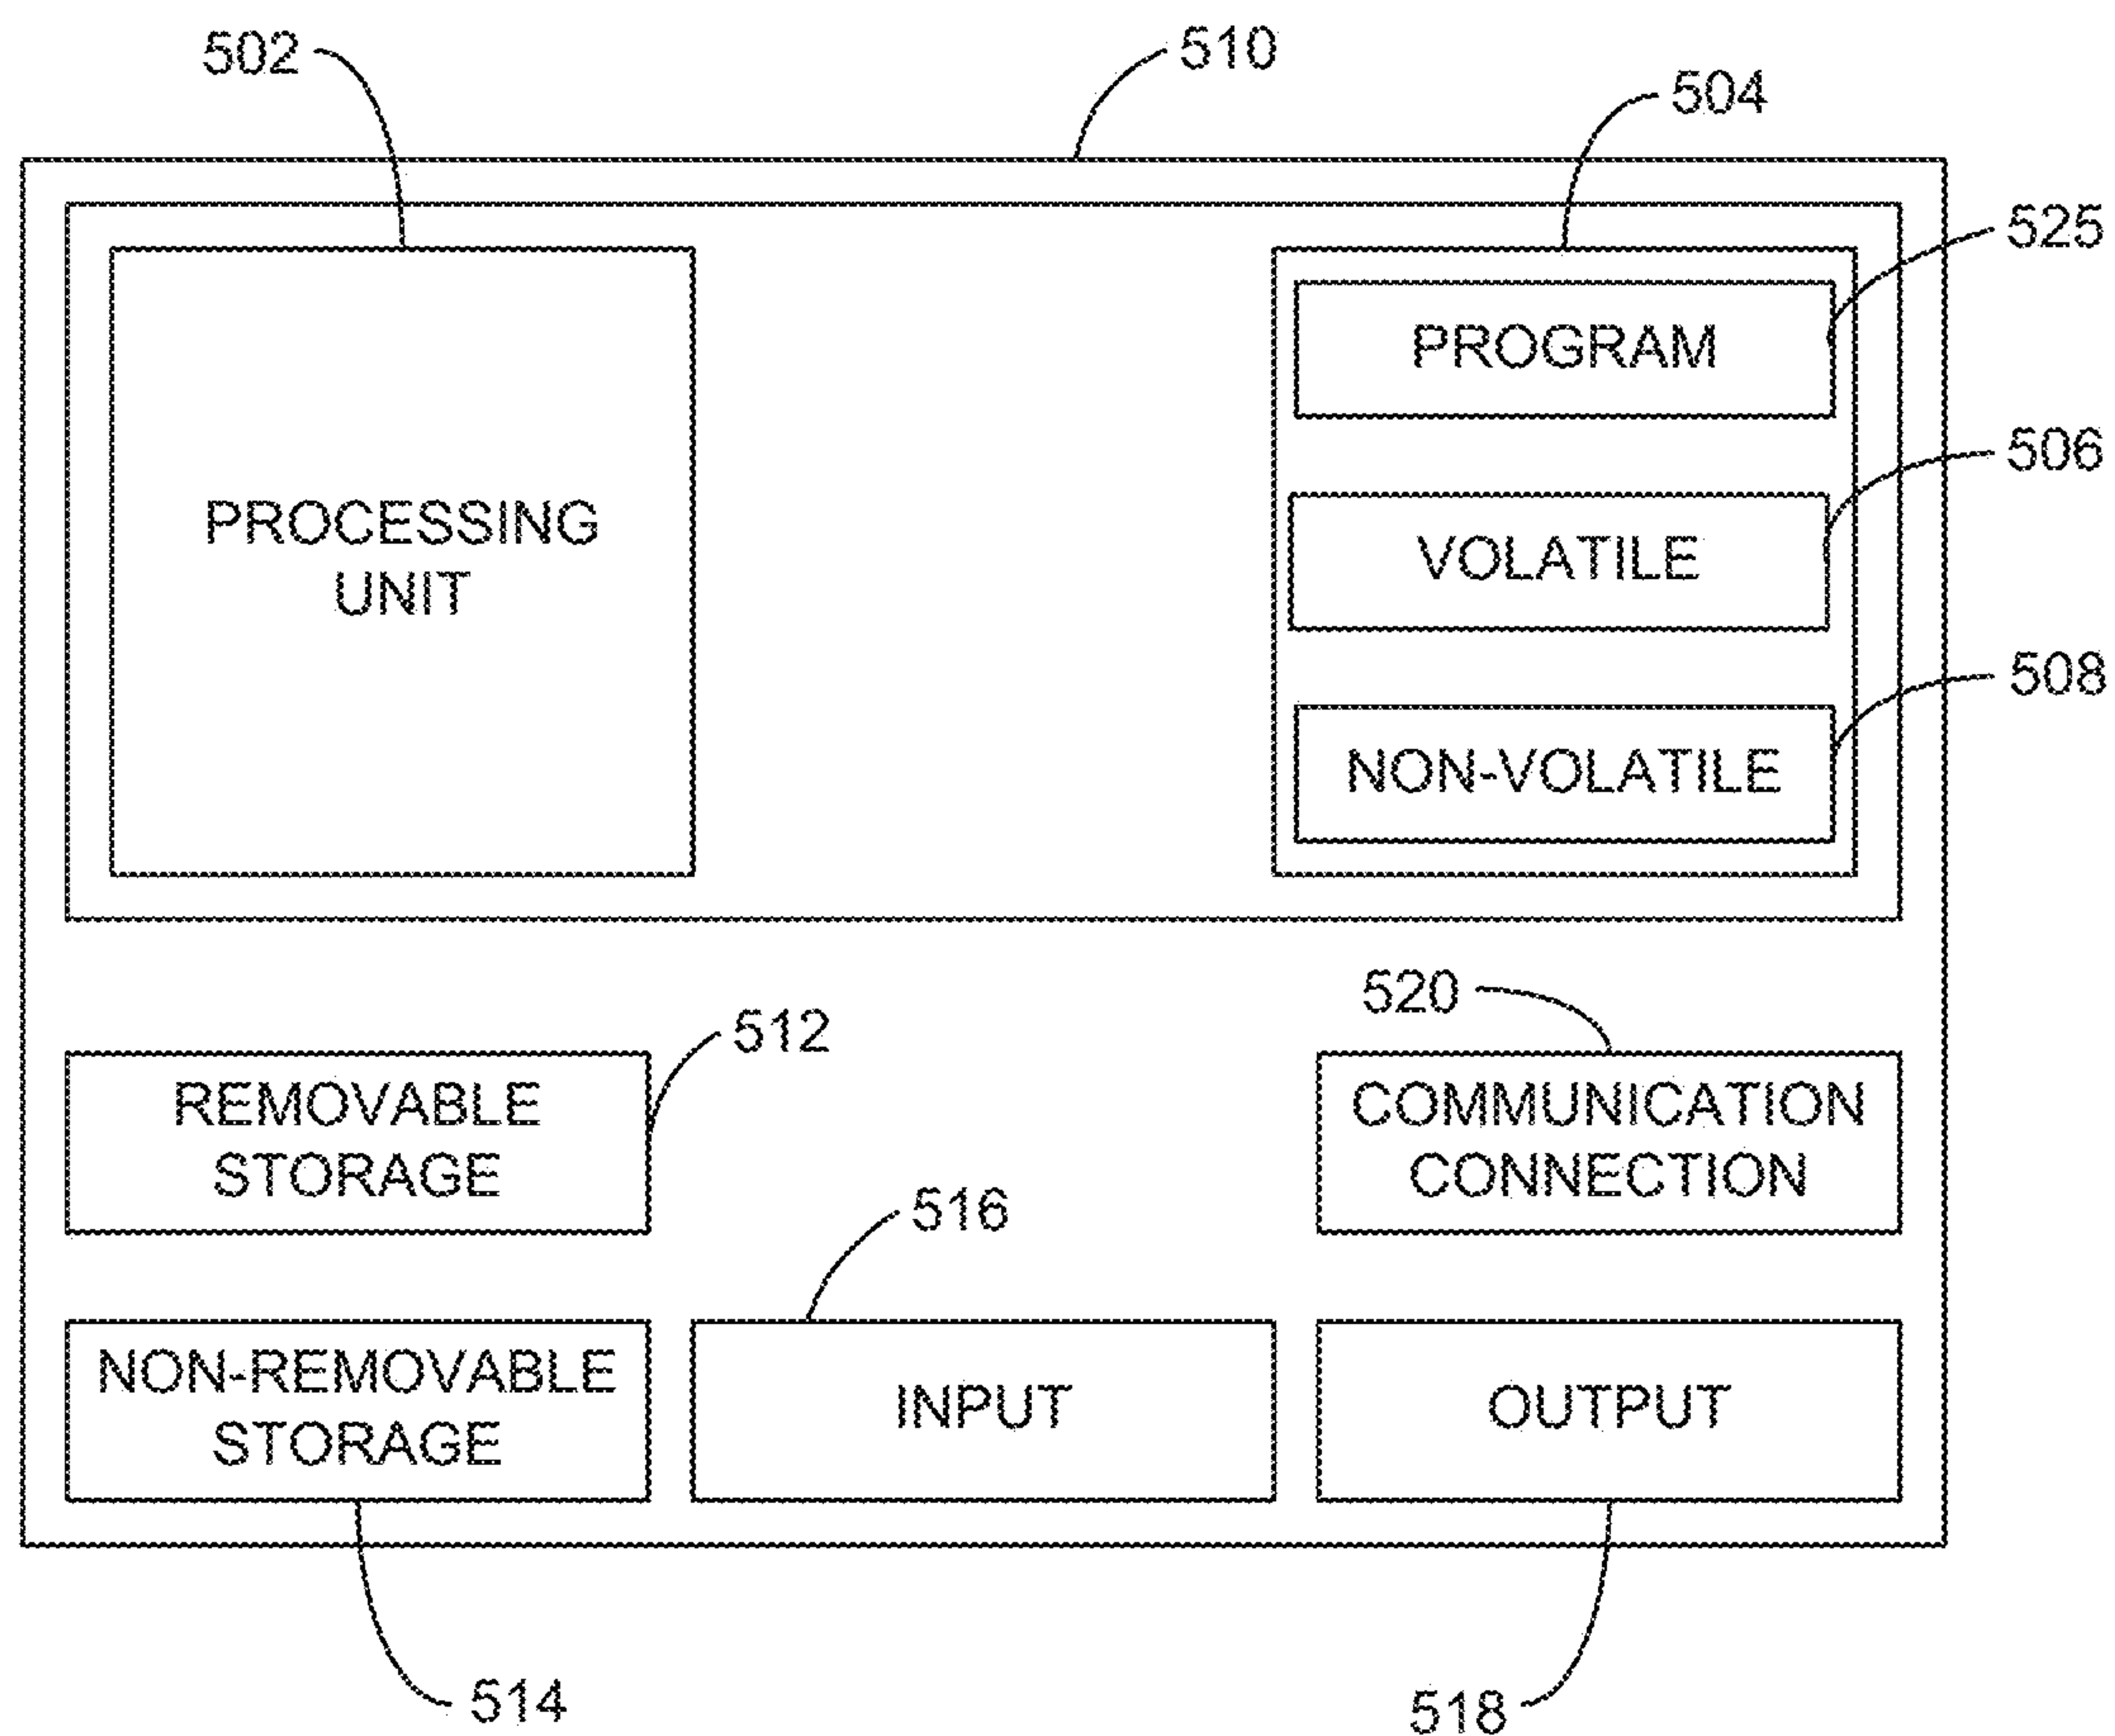 502
510
504
525
PROGRAM
506
PROCESSING
UNIT
VOLATILE
508
NON-VOLATILE
520
512
REMOVABLE
STORAGE
COMMUNICATION
CONNECTION
516
NON-REMOVABLE
STORAGE
INPUT
OUTPUT
514
518